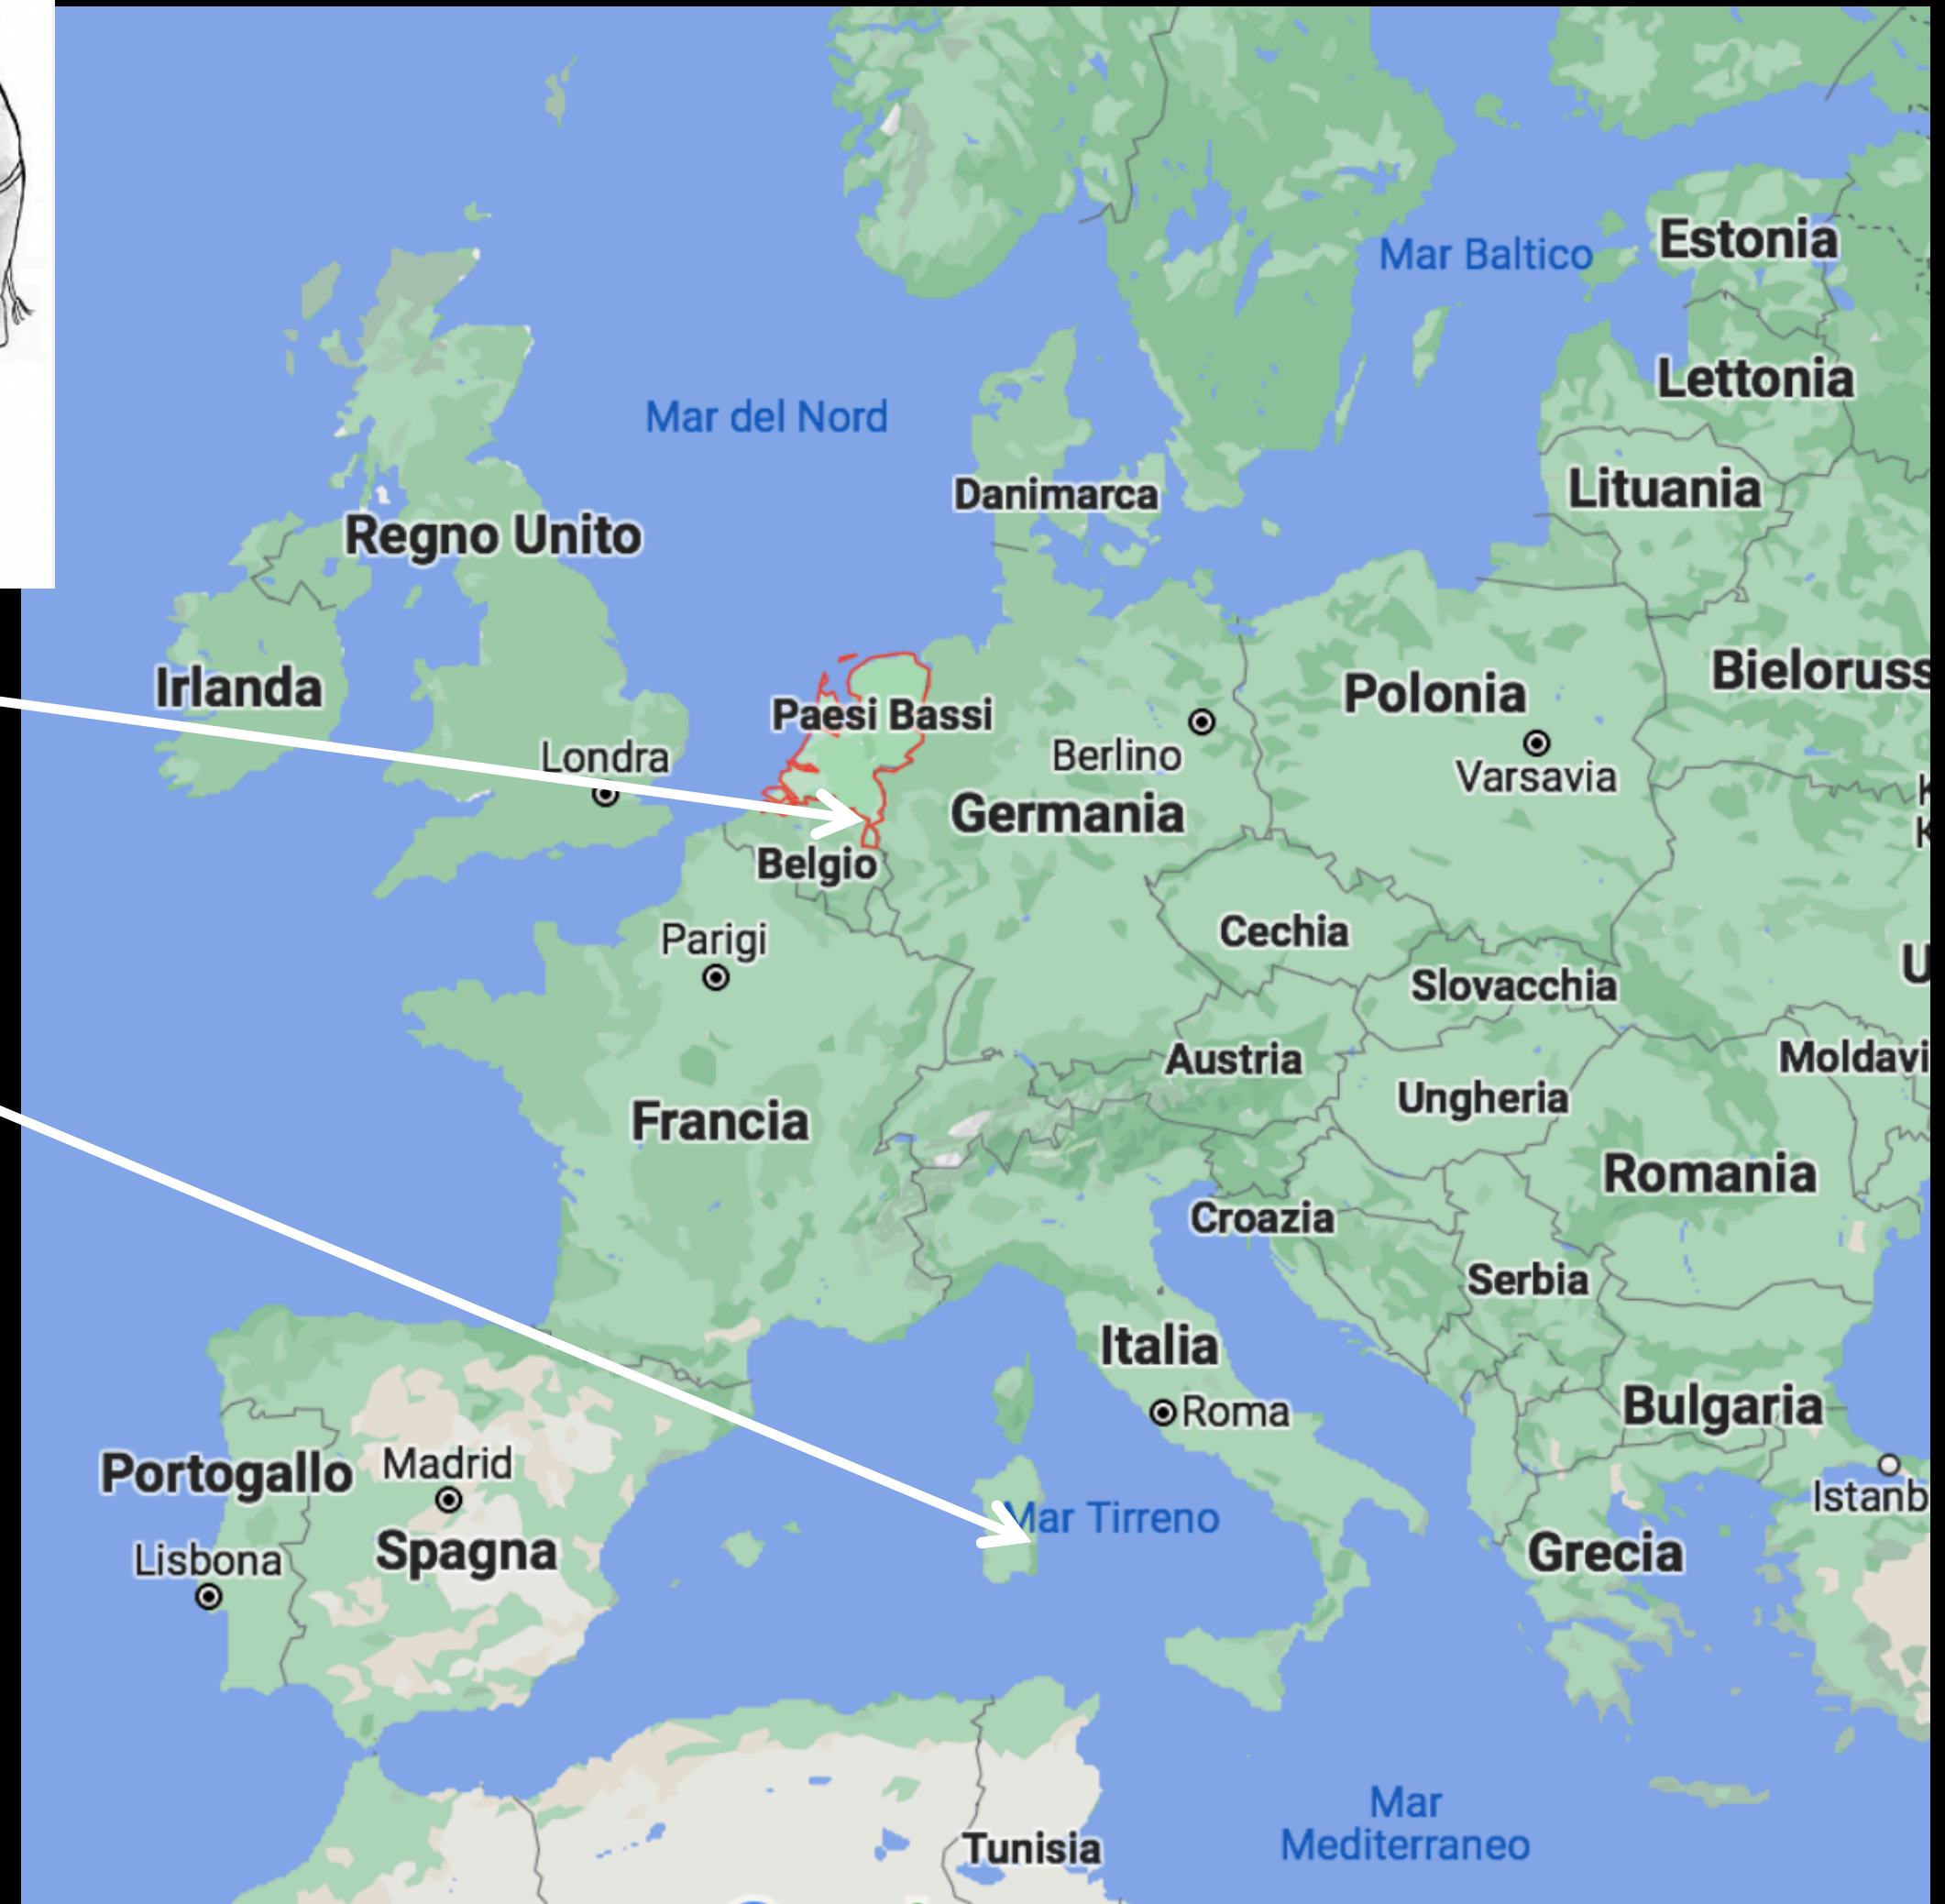 Estonia
Mar Baltico
Lettonia
Mar del Nord
Lituania
Danimarca
Regno Unito
Bieloruss
Irlanda
Polonia
Paesi Bassi
Londra
Berlino
Varsavia
K
Germania
K
Belgio
Cechia
Parigi
U
Slovacchia
Austria
Moldavi
Ungheria
Francia
Romania
Croazia
Serbia
Italia
Bulgaria
Roma
Madrid
Portogallo
Istanb
Mar Tirreno
Spagna
Grecia
Lisbona
Mar
Mediterraneo
Tunisia